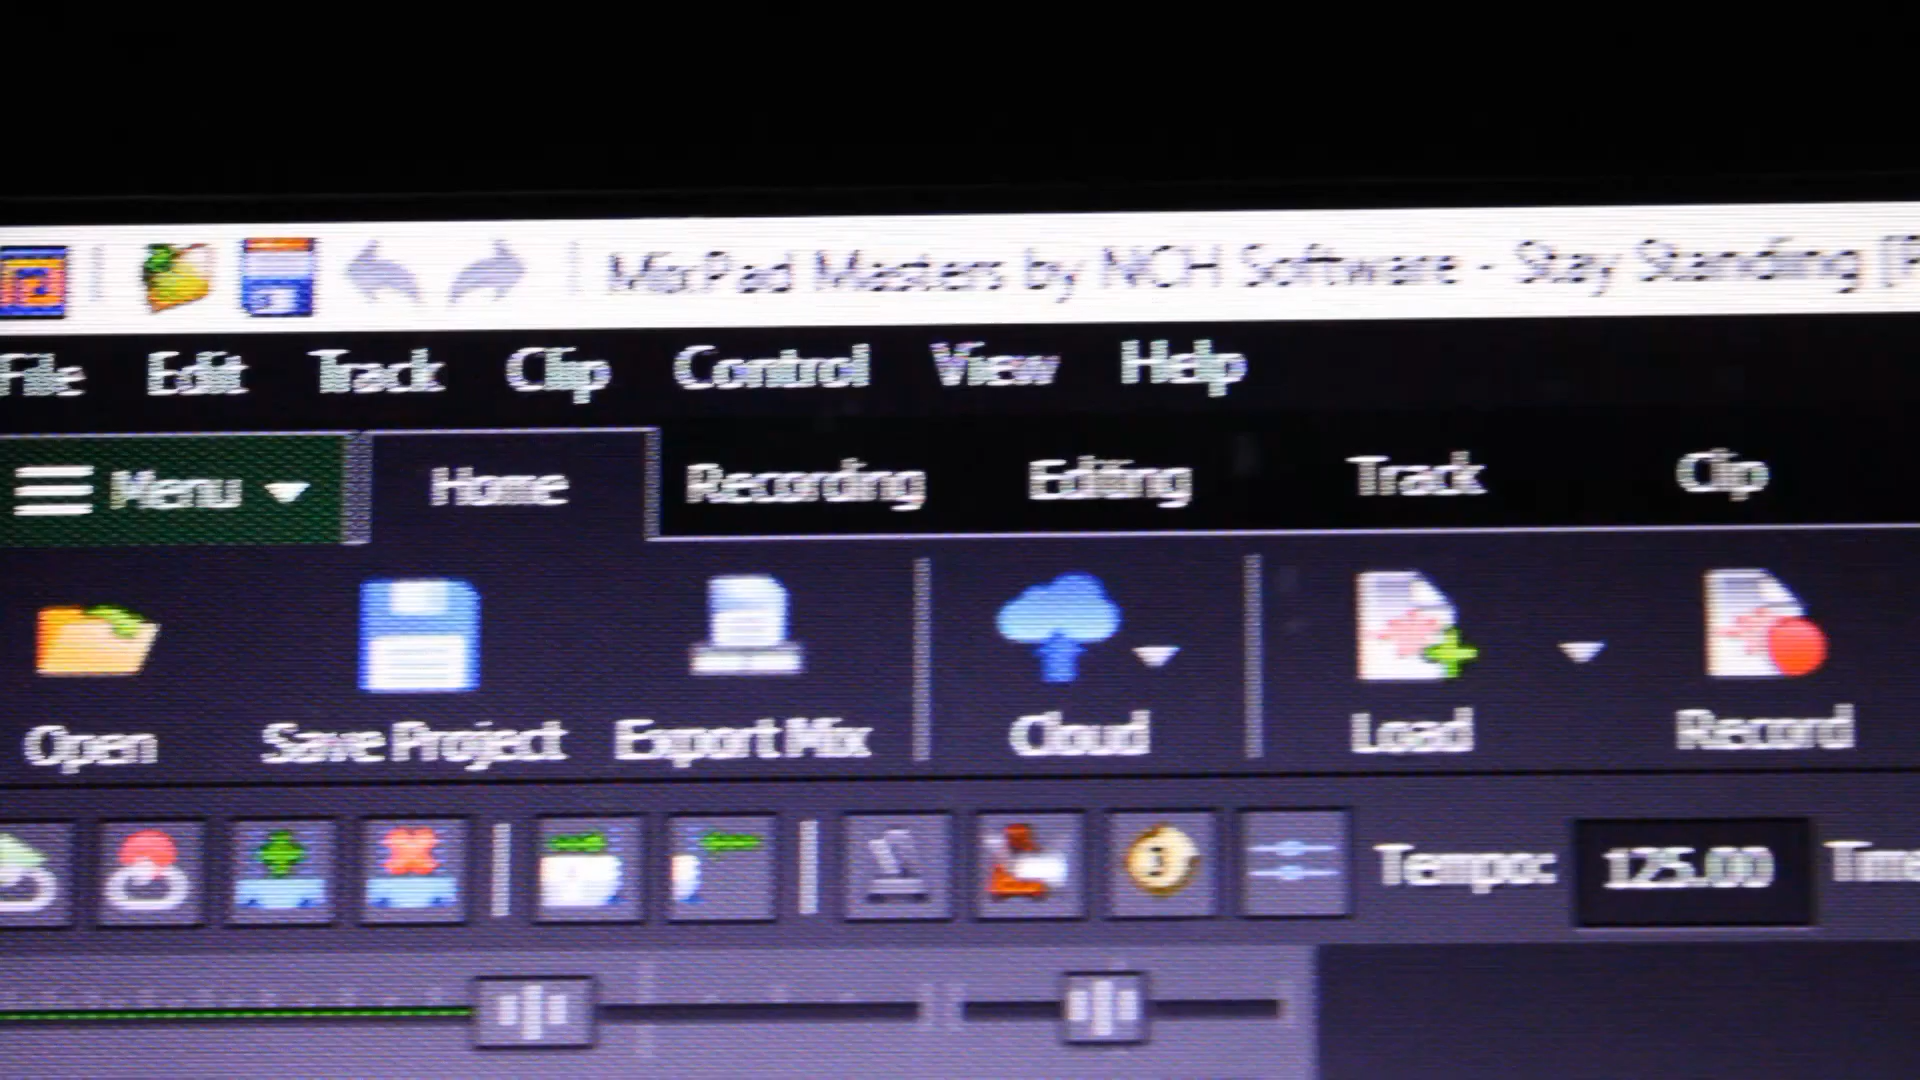 MixPad Masters by NCH Software - Stay Standing
File Edit Track Clip Control View Help
Menu Home Recording Editing Track Clip
Open Save Project Export Mix Cloud Load Record
Tempo: 125.00